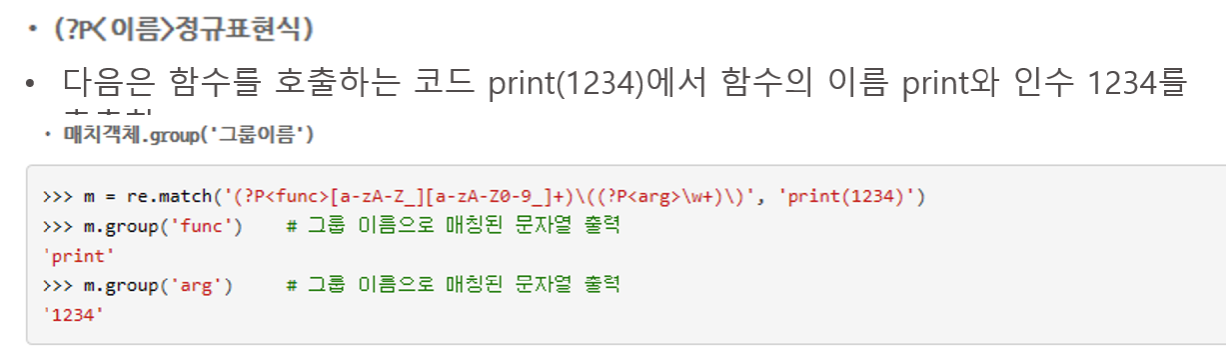 • (?P<이름>정규표현식)
• 다음은 함수를 호출하는 코드 print(1234)에서 함수의 이름 print와 인수 1234를
• 매치객체.group('그룹이름')
>>> m = re.match('(?P<func>[a-zA-Z_][a-zA-Z0-9_]+)\((?P<arg>\w+)\)', 'print(1234)')
>>> m.group('func')    # 그룹 이름으로 매칭된 문자열 출력
'print'
>>> m.group('arg')     # 그룹 이름으로 매칭된 문자열 출력
'1234'